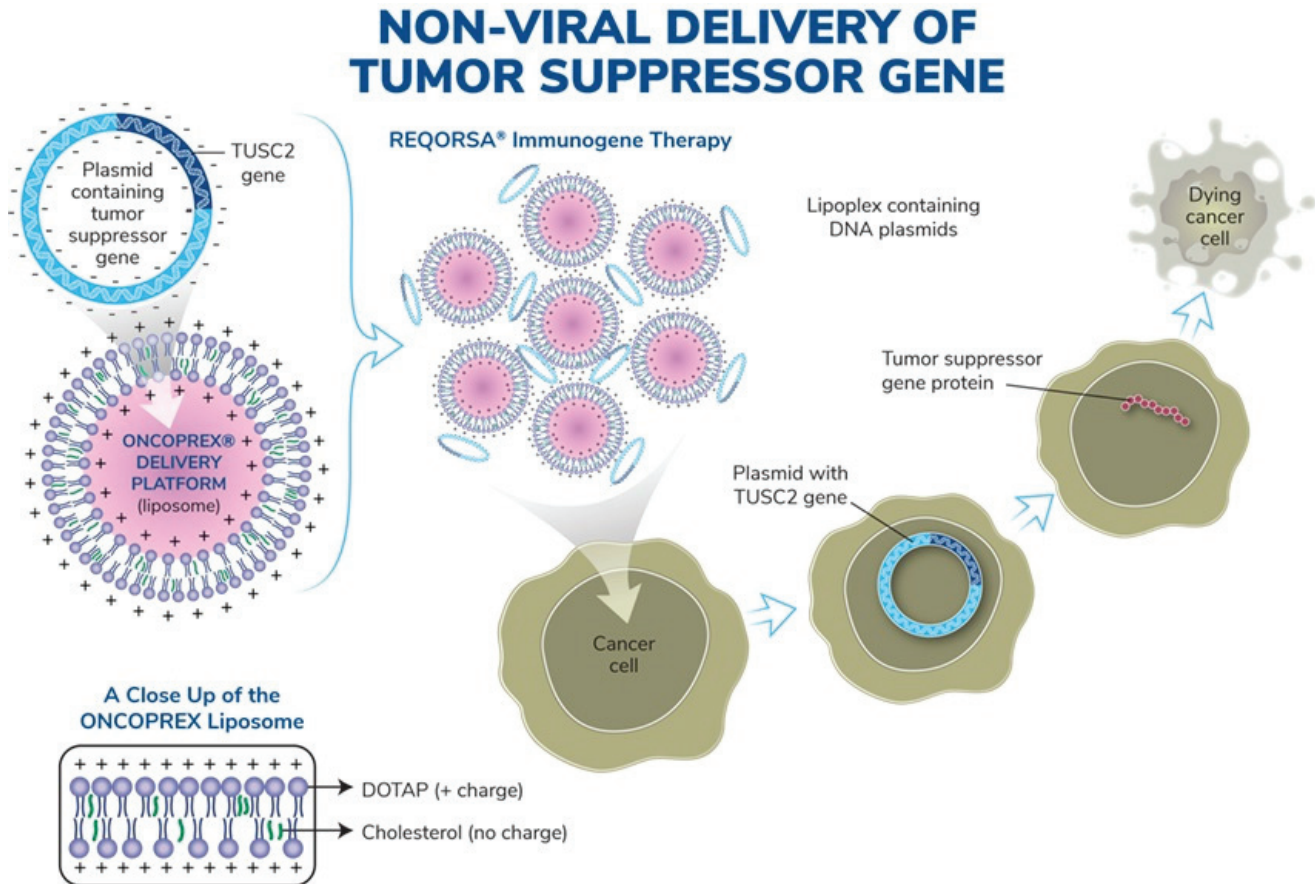 NON-VIRAL DELIVERY OF
TUMOR SUPPRESSOR GENE
TUSC2
gene
Plasmid
containing
tumor
suppressor
gene
ONCOPREX®
DELIVERY
PLATFORM
(liposome)
REQORSA® Immunogene Therapy
Lipoplex containing
DNA plasmids
Dying
cancer
cell
Tumor suppressor
gene protein
Plasmid with
TUSC2 gene
Cancer
cell
A Close Up of the
ONCOPREX Liposome
DOTAP (+ charge)
Cholesterol (no charge)